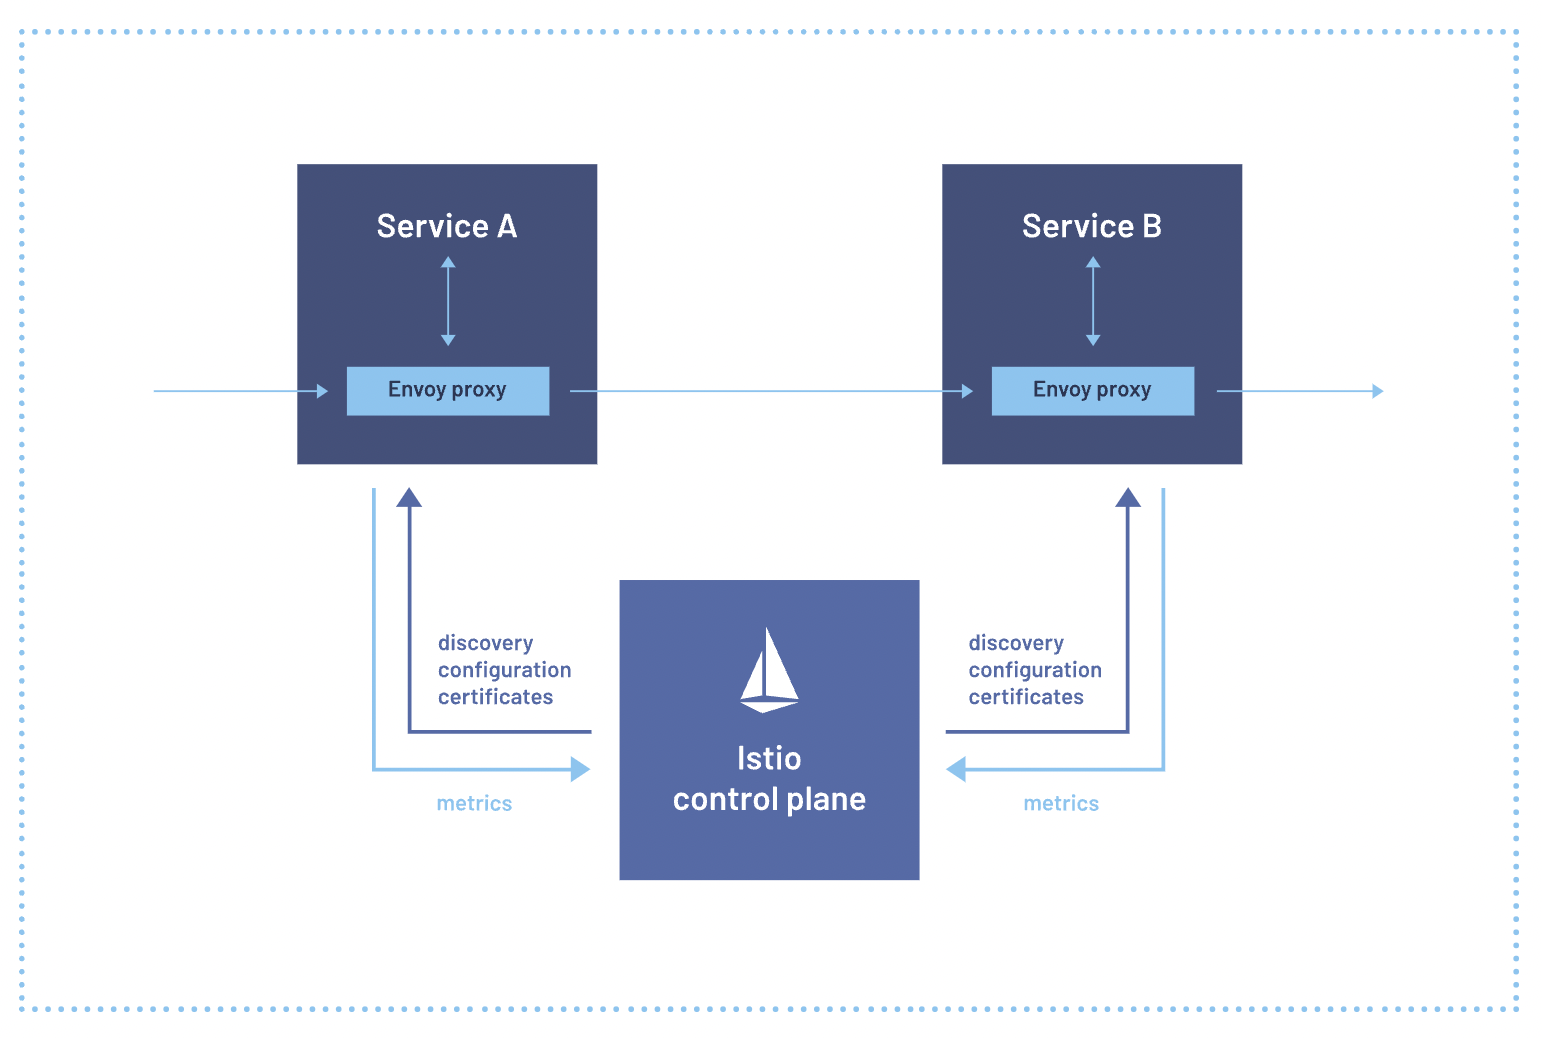 Service A
Service B
Envoy proxy
Envoy proxy
discovery
configuration
certificates
discovery
configuration
certificates
Istio
control plane
metrics
metrics